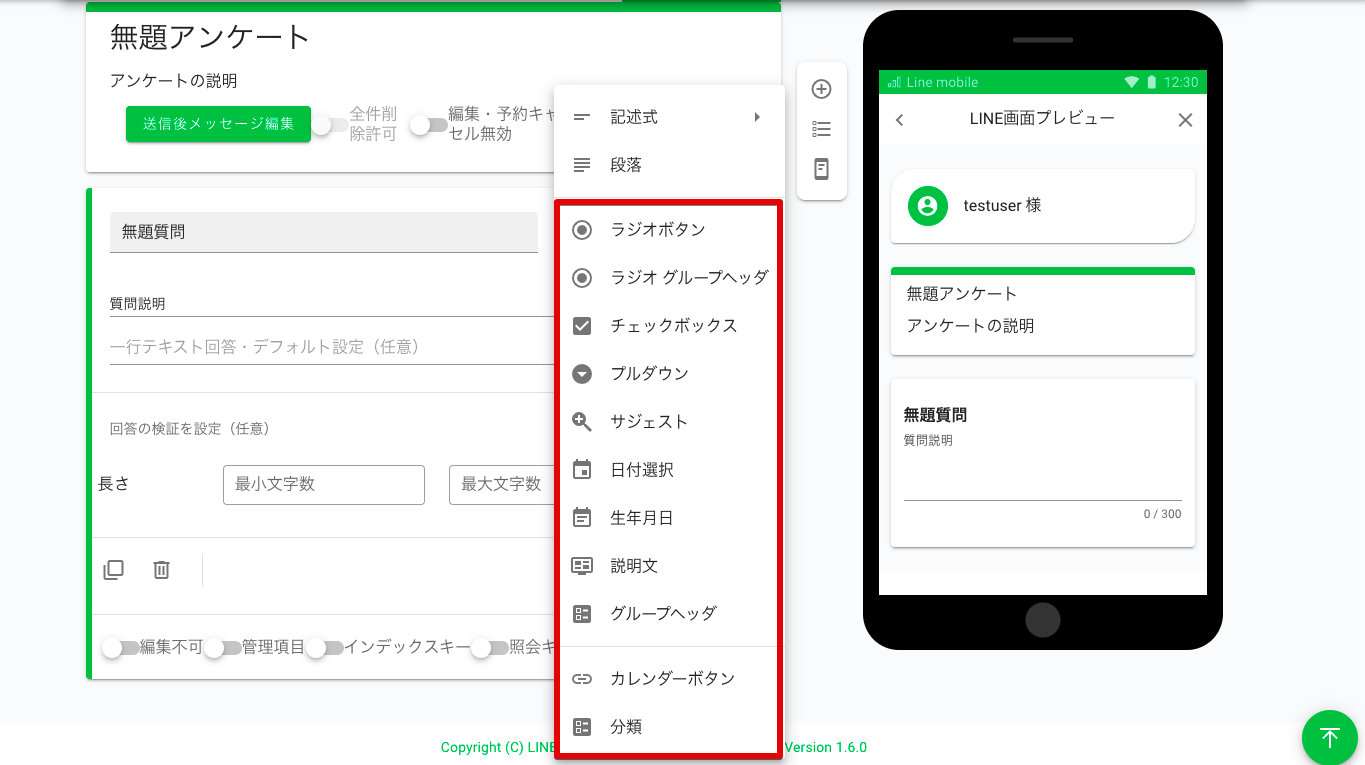 無題アンケート
アンケートの説明
送信後メッセージ編集
全件削
除許可
編集・予約キャ
セル無効
無題質問
質問説明
一行テキスト回答・デフォルト設定（任意）
回答の検証を設定（任意）
長さ
最小文字数
最大文字数
編集不可
管理項目
インデックスキー
照会キ
記述式
段落
ラジオボタン
ラジオ グループヘッダ
チェックボックス
プルダウン
サジェスト
日付選択
生年月日
説明文
グループヘッダ
カレンダーボタン
分類
Line mobile
12:30
LINE画面プレビュー
testuser 様
無題アンケート
アンケートの説明
無題質問
質問説明
0 / 300
Copyright (C) LINE
Version 1.6.0